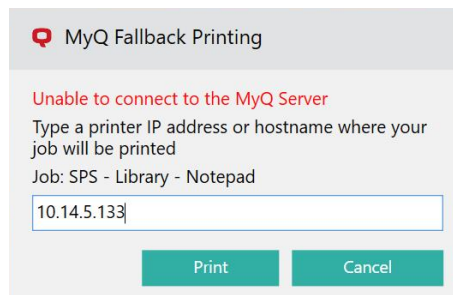 MyQ Fallback Printing
Unable to connect to the MyQ Server
Type a printer IP address or hostname where your
job will be printed
Job: SPS - Library - Notepad
10.14.5.133
Print
Cancel